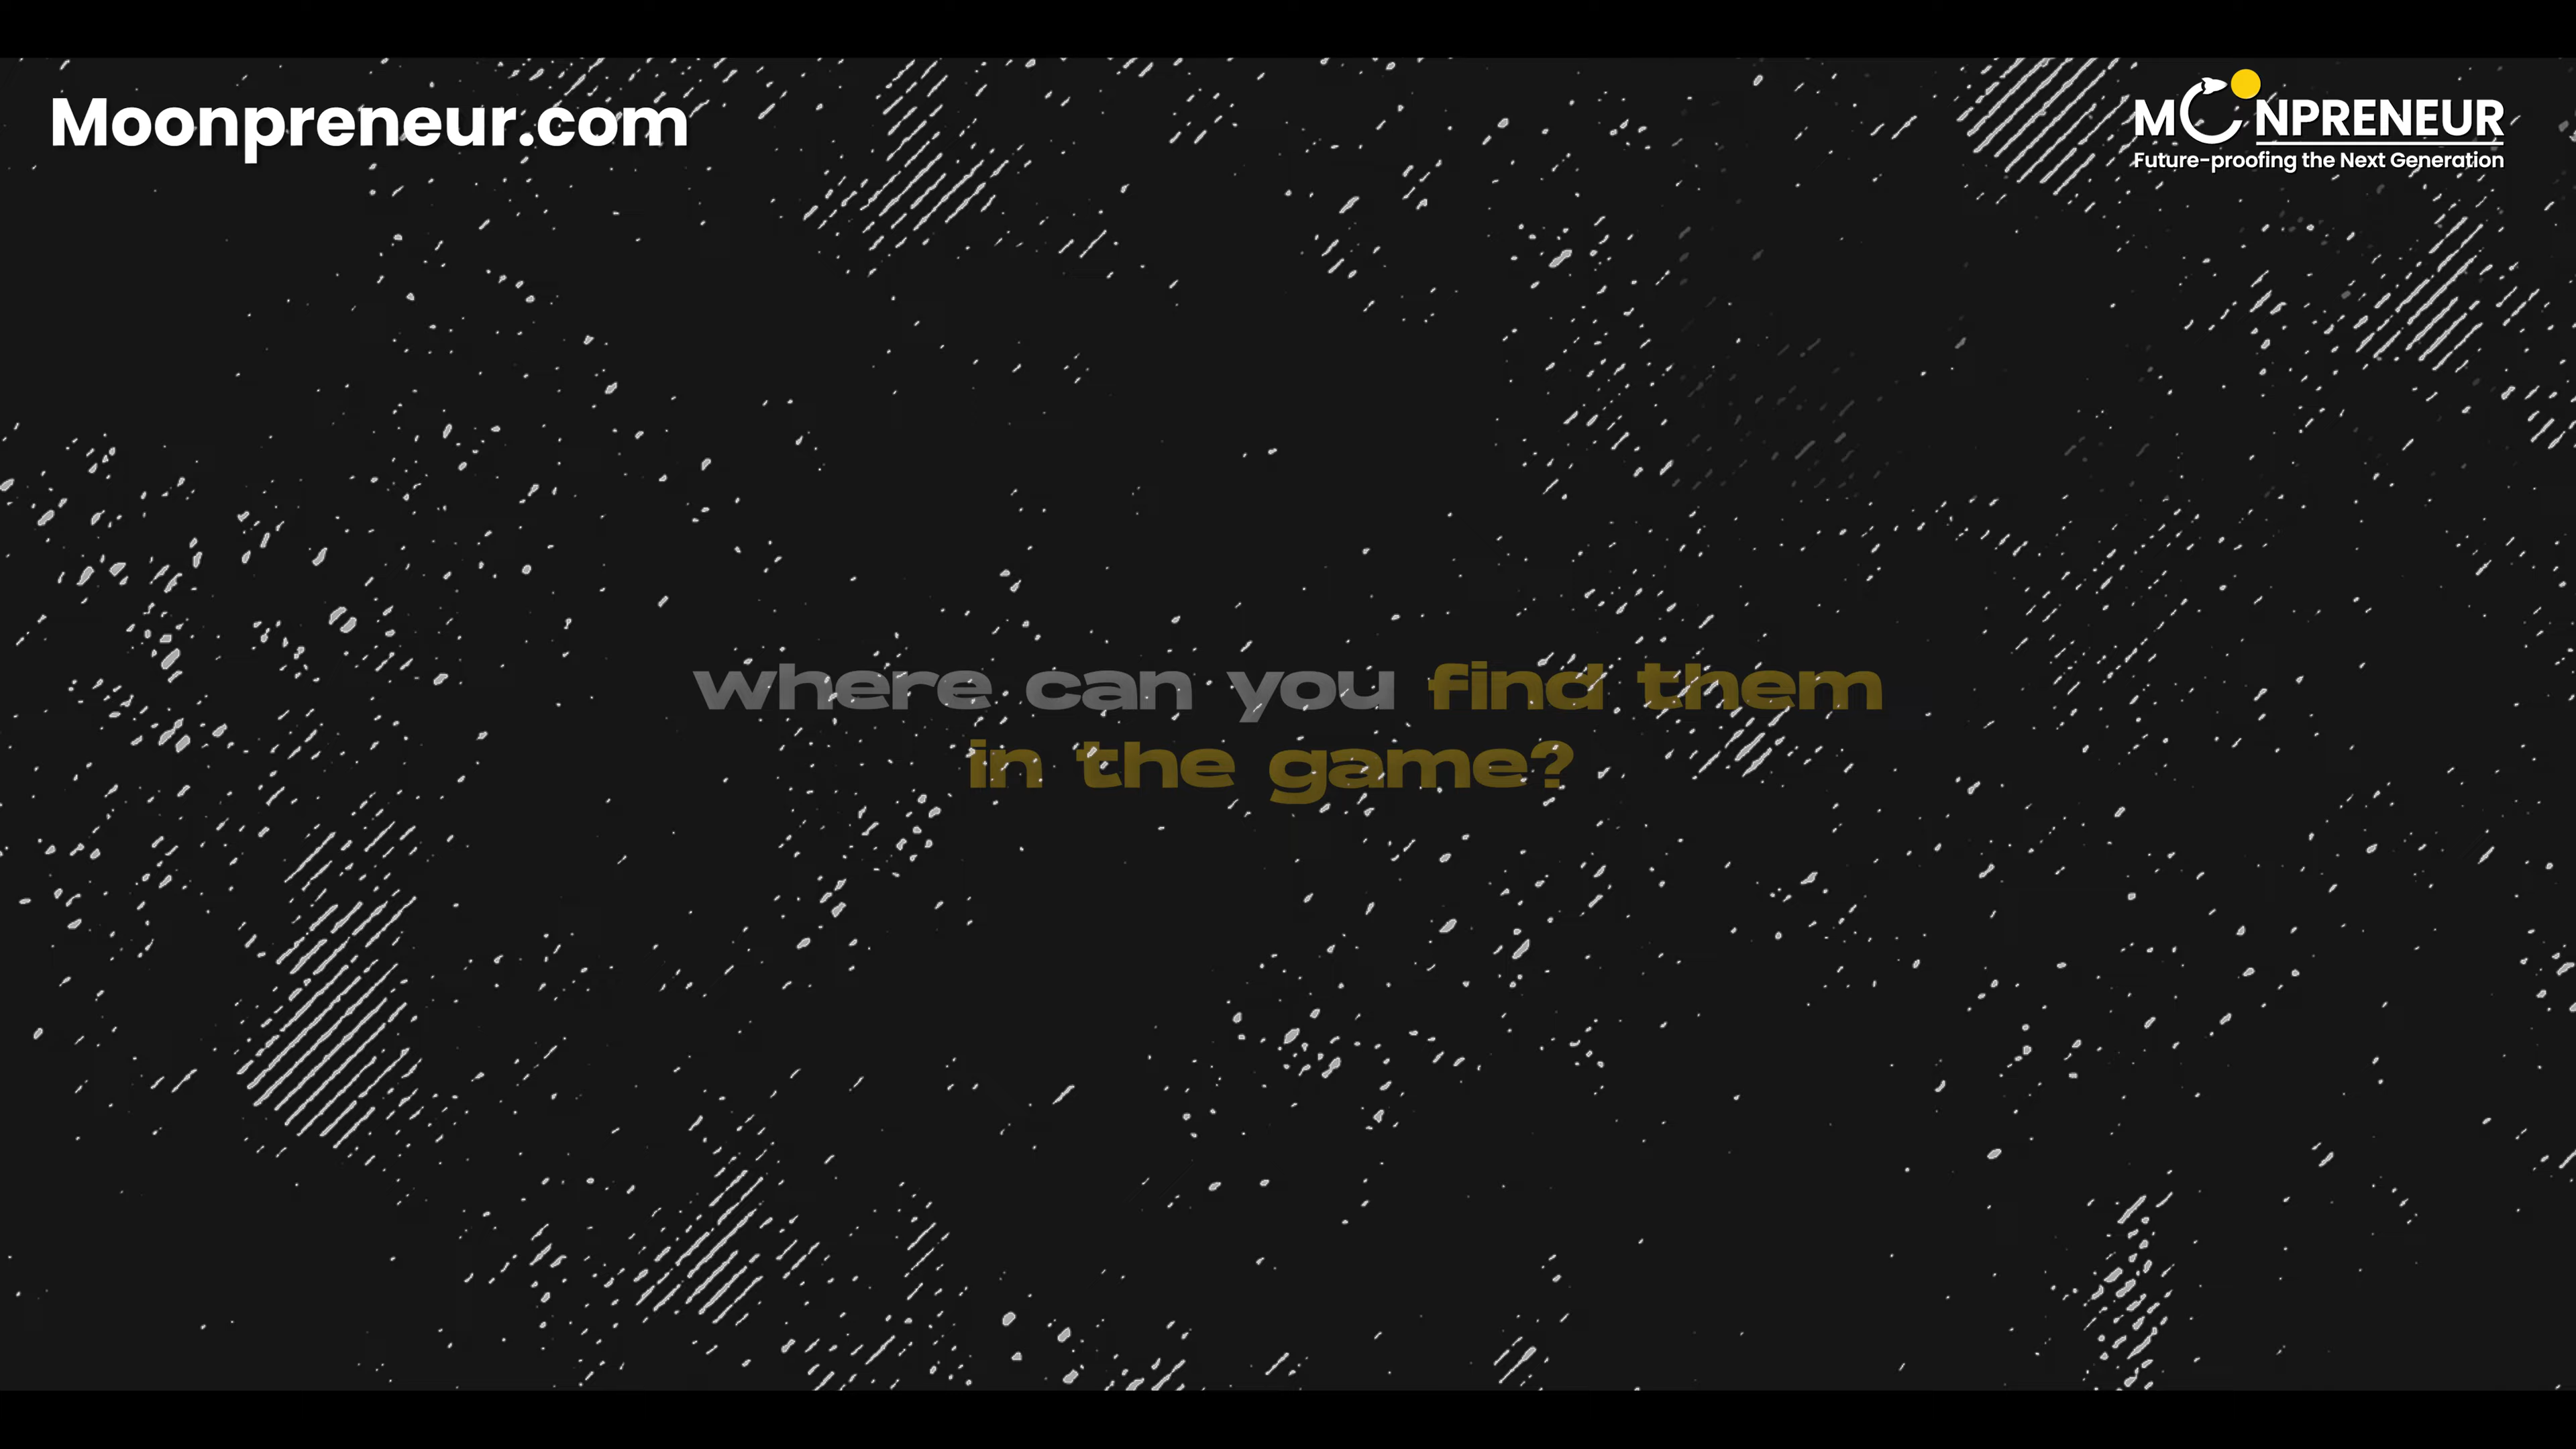 Moonpreneur.com
MOONPRENEUR
Future-proofing the Next Generation
where can you find them
in the game?